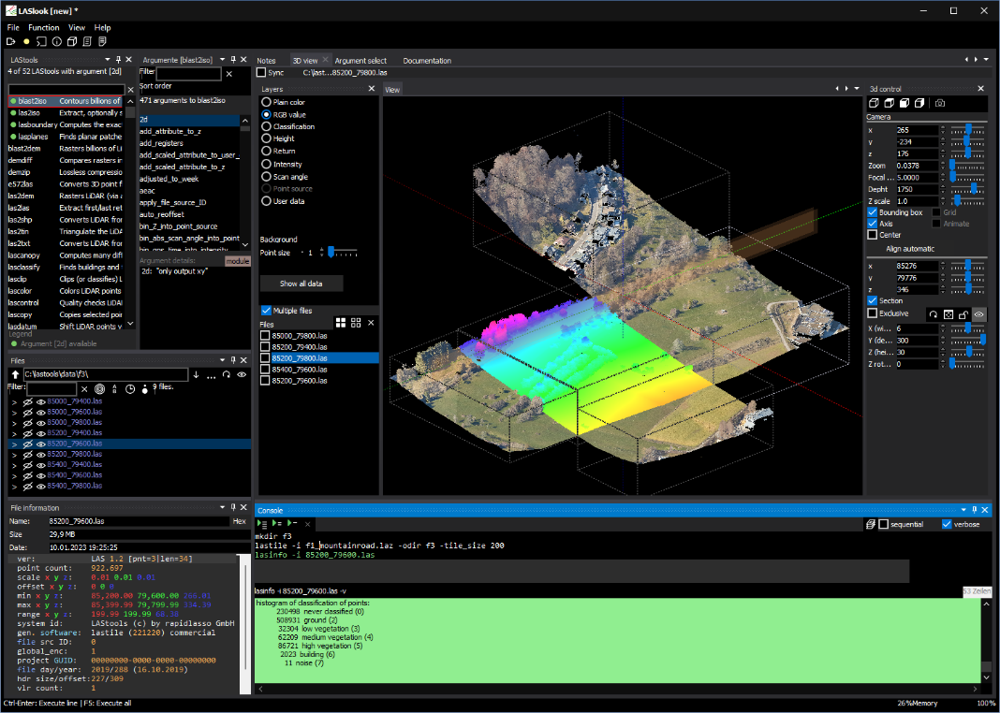 LASlook [new] *
File Function View Help
LAStools
4 of 52 LAStools with argument [2d]
blast2iso Contours billions of
las2iso Extract, optionally s
lasboundary Computes the exac
lasplanes Finds planar patche
blast2dem Rasters billions of Li
demdiff Compares rasters in
demzip Lossless compressio
e572las Converts 3D point f
las2dem Rasters LiDAR (via a
las2las Extract first/last ret
las2shp Converts LiDAR fron
las2tin Triangulate the LiDA
las2txt Converts LiDAR fron
lascanopy Computes many diff
lasclassify Finds buildings and
lasclip Clips (or classifies) L
lascolor Colors LiDAR points
lascontrol Quality checks LiDA
lascopy Copies selected poir
lasdatum Shift LiDAR points v
Legend
Argument [2d] available
Argumente [blast2iso]
Filter
Sort order
471 arguments to blast2iso
2d
add_attribute_to_z
add_registers
add_scaled_attribute_to_user_
add_scaled_attribute_to_z
adjusted_to_week
aeac
apply_file_source_ID
auto_reoffset
bin_Z_into_point_source
bin_abs_scan_angle_into_point
bin_gps_time_into_intensity
Argument details: module
2d: "only output xy"
Files
C:\lastools\data\f3\
Filter: 9 files.
85000_79400.las
85000_79600.las
85000_79800.las
85200_79400.las
85200_79600.las
85200_79800.las
85400_79400.las
85400_79600.las
85400_79800.las
File information
Name: 85200_79600.las Hex
Size 29,9 MB
Date: 10.01.2023 19:25:25
ver: LAS 1.2 [pnt=3|len=34]
point count: 922.697
scale x y z: 0.01 0.01 0.01
offset x y z: 0 0 0
min x y z: 85,200.00 79,600.00 266.01
max x y z: 85,399.99 79,799.99 334.39
range x y z: 199.99 199.99 68.38
system id: LAStools (c) by rapidlasso GmbH
gen. software: lastile (221220) commercial
file src ID: 0
global_enc: 1
project GUID: 00000000-0000-0000-00000000
file day/year: 2019/288 (16.10.2019)
hdr size/offset:227/309
vlr count: 1
Notes 3D view Argument select Documentation
Sync C:\last...85200_79800.las
Layers
Plain color
RGB value
Classification
Height
Return
Intensity
Scan angle
Point source
User data
Background
Point size 1
Show all data
Multiple files
Files
85000_79800.las
85200_79400.las
85200_79800.las
85400_79600.las
85200_79600.las
View
3d control
Camera
x 265
y -234
z 176
Zoom 0.0378
Focal ... 5.0000
Depht 1750
Z scale 1.0
Bounding box Grid
Axis Animate
Center
Align automatic
x 85276
y 79776
z 346
Section
Exclusive
X (wi... 6
Y (de... 300
Z (hei... 30
Z rot... 0
Console
sequential verbose
mkdir f3
lastile -i f1_mountainroad.laz -odir f3 -tile_size 200
lasinfo -i 85200_79600.las
lasinfo -i 85200_79600.las -v
53 Zeilen
histogram of classification of points:
230498 never classified (0)
508931 ground (2)
32304 low vegetation (3)
62209 medium vegetation (4)
86721 high vegetation (5)
2023 building (6)
11 noise (7)
Ctrl-Enter: Execute line | F5: Execute all
26%Memory 100%